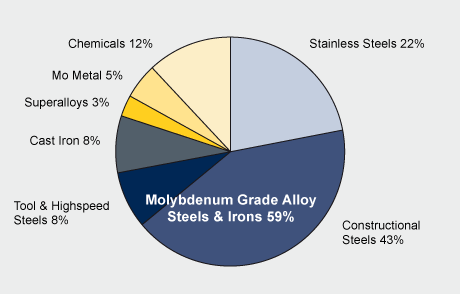 Chemicals 12%
Stainless Steels 22%
Mo Metal 5%
Superalloys 3%
Cast Iron 8%
Molybdenum Grade Alloy
Steels & Irons 59%
Tool & Highspeed
Steels 8%
Constructional
Steels 43%